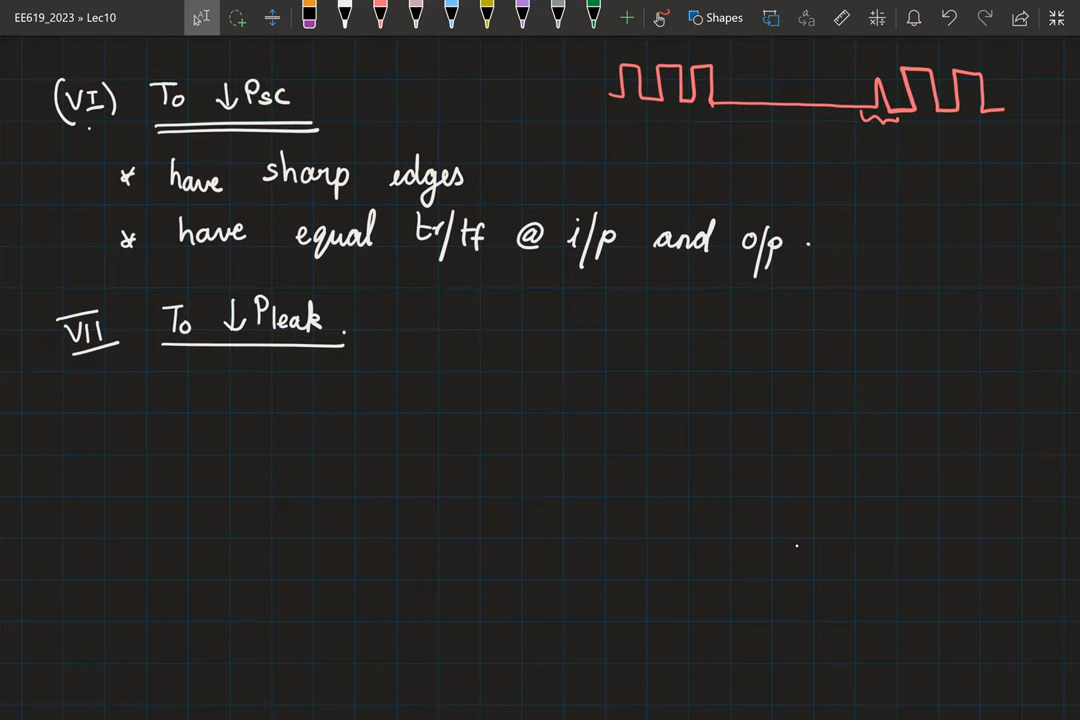 EE619_2023 » Lec10
Shapes
(VI) To ↓Psc
* have sharp edges
* have equal tr/tf @ i/p and o/p .
VII To ↓Pleak .